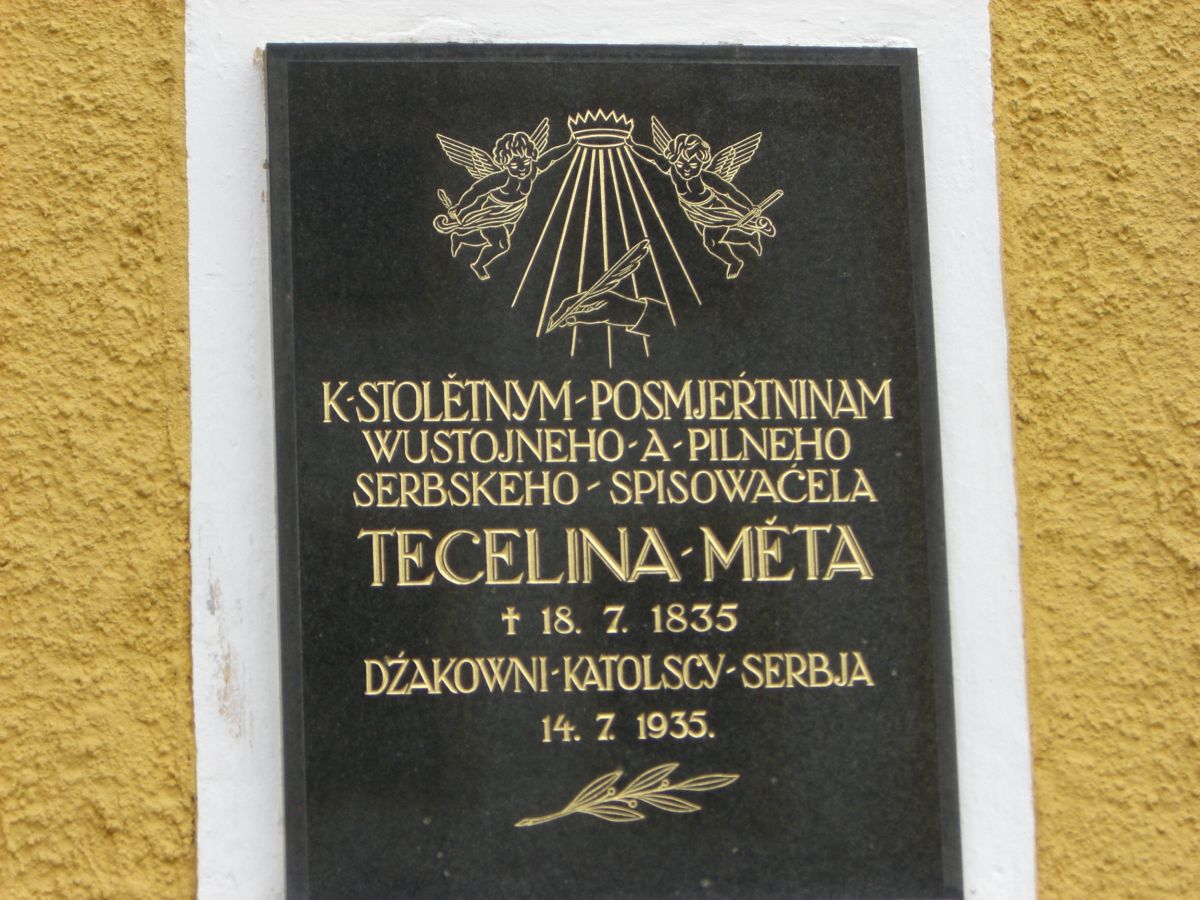 K-STOLĚTNYM-POSMJEŔTNINAM
WUSTOJNEHO-A-PILNEHO
SERBSKEHO-SPISOWAĆELA
TECELINA-MĚTA
† 18. 7. 1835
DŹAKOWNI-KATOLSCY-SERBJA
14. 7. 1935.